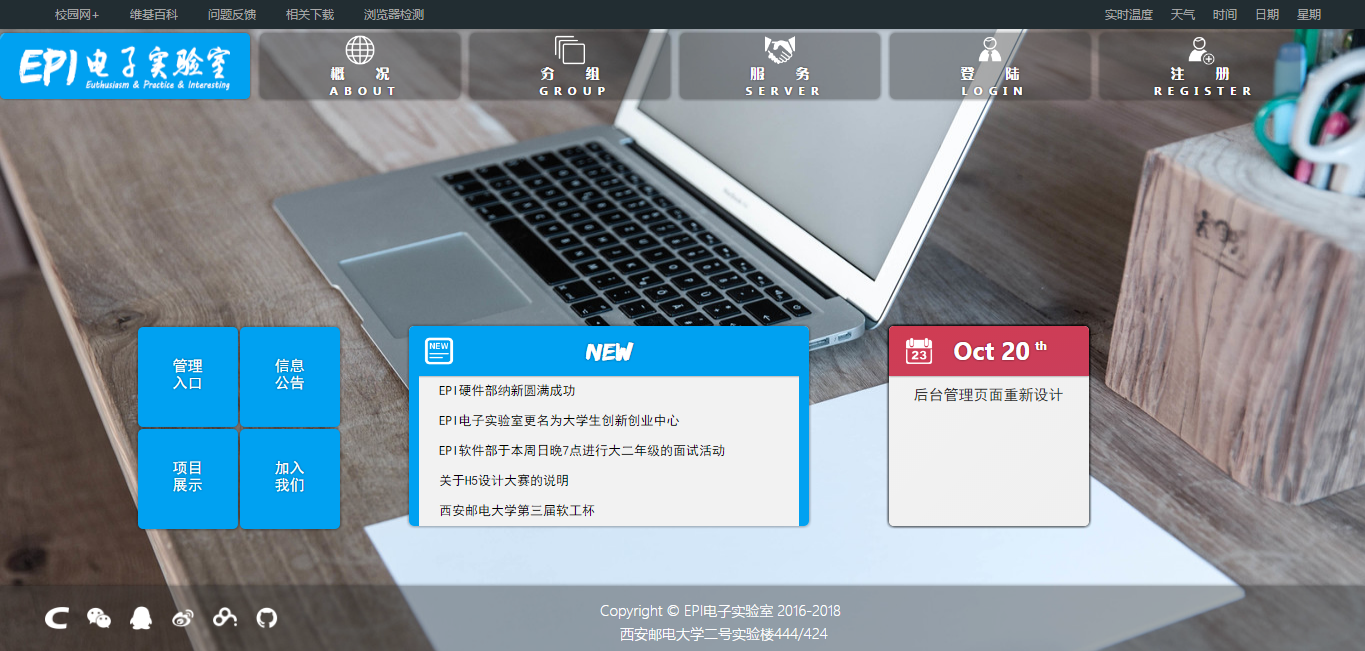 校园网+ 维基百科 问题反馈 相关下载 浏览器检测 实时温度 天气 时间 日期 星期
EPI电子实验室
Euthusiasm & Practice & Interesting
概 况
ABOUT
分 组
GROUP
服 务
SERVER
登 陆
LOGIN
注 册
REGISTER
管理
入口
信息
公告
项目
展示
加入
我们
NEW
NEW
EPI硬件部纳新圆满成功
EPI电子实验室更名为大学生创新创业中心
EPI软件部于本周日晚7点进行大二年级的面试活动
关于H5设计大赛的说明
西安邮电大学第三届软工杯
23
Oct 20 th
后台管理页面重新设计
Copyright © EPI电子实验室 2016-2018
西安邮电大学二号实验楼444/424